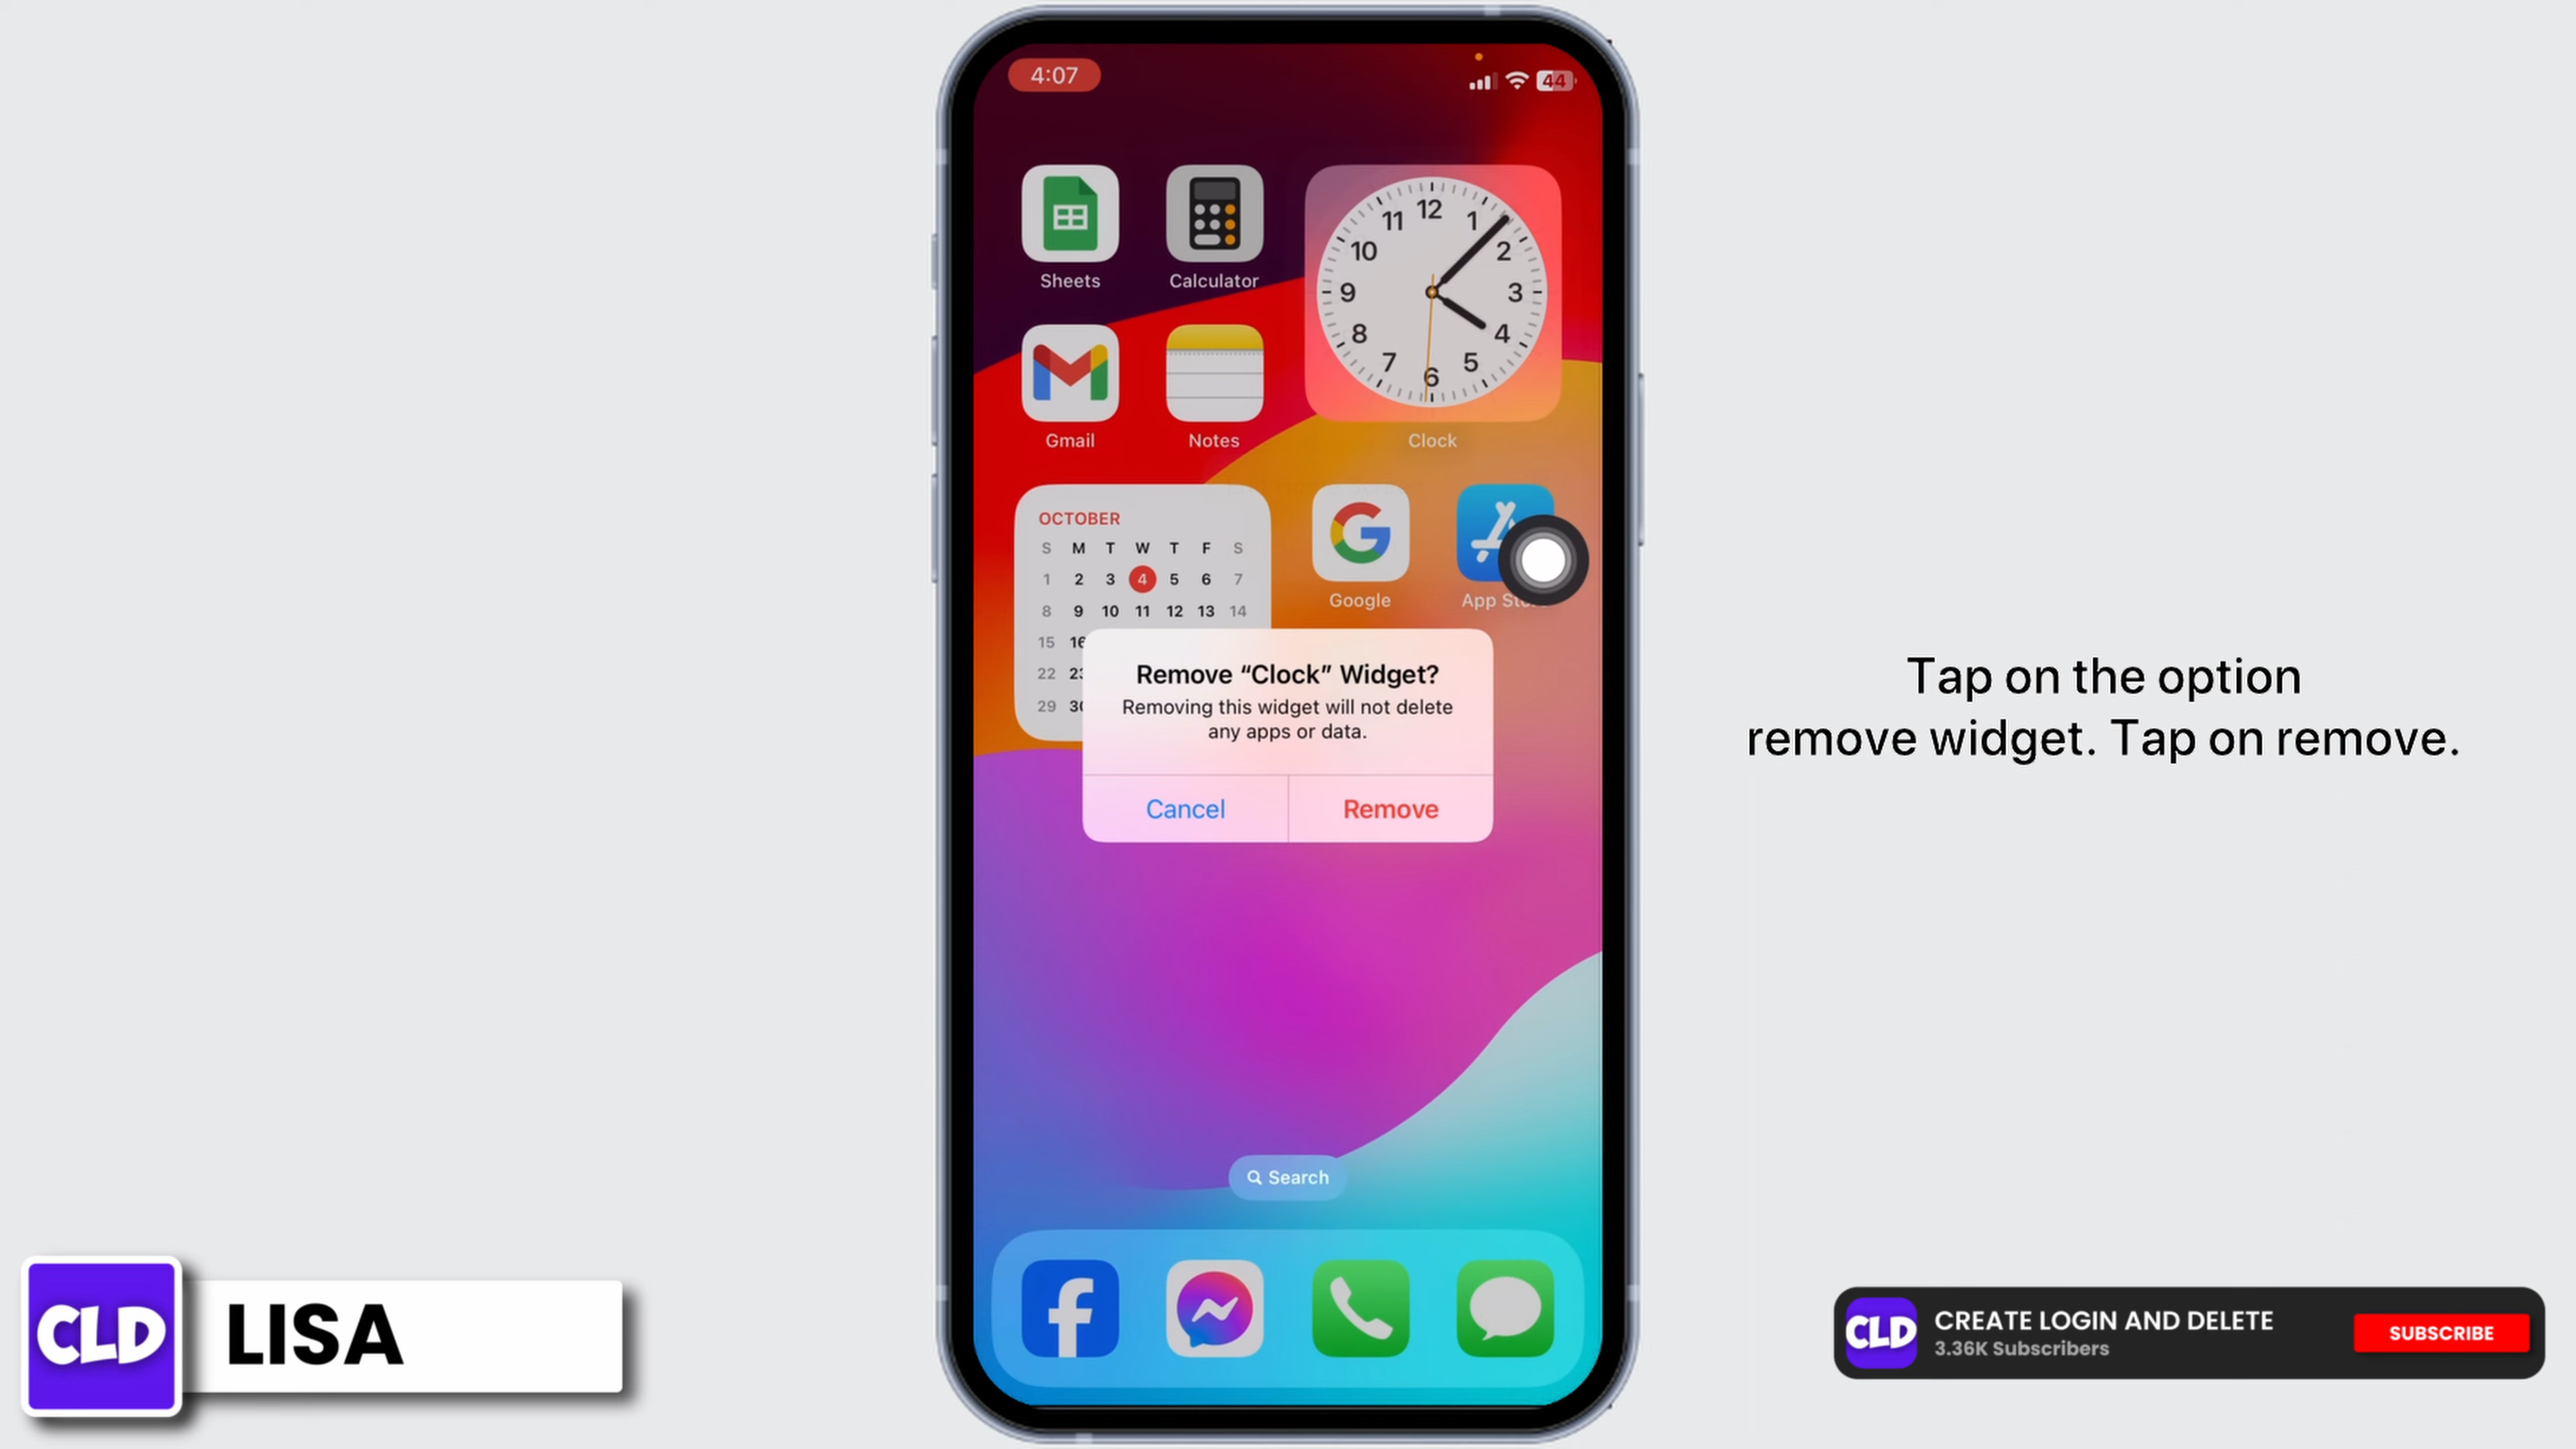 4:07
44
Sheets
Calculator
12
1
2
3
4
5
6
7
8
9
10
11
Gmail
Notes
Clock
OCTOBER
S M T W T F S
1 2 3 4 5 6 7
8 9 10 11 12 13 14
15 16
22
29
Google
App
Remove “Clock” Widget?
Removing this widget will not delete
any apps or data.
Cancel
Remove
Search
Tap on the option
remove widget. Tap on remove.
CLD
LISA
CLD
CREATE LOGIN AND DELETE
3.36K Subscribers
SUBSCRIBE